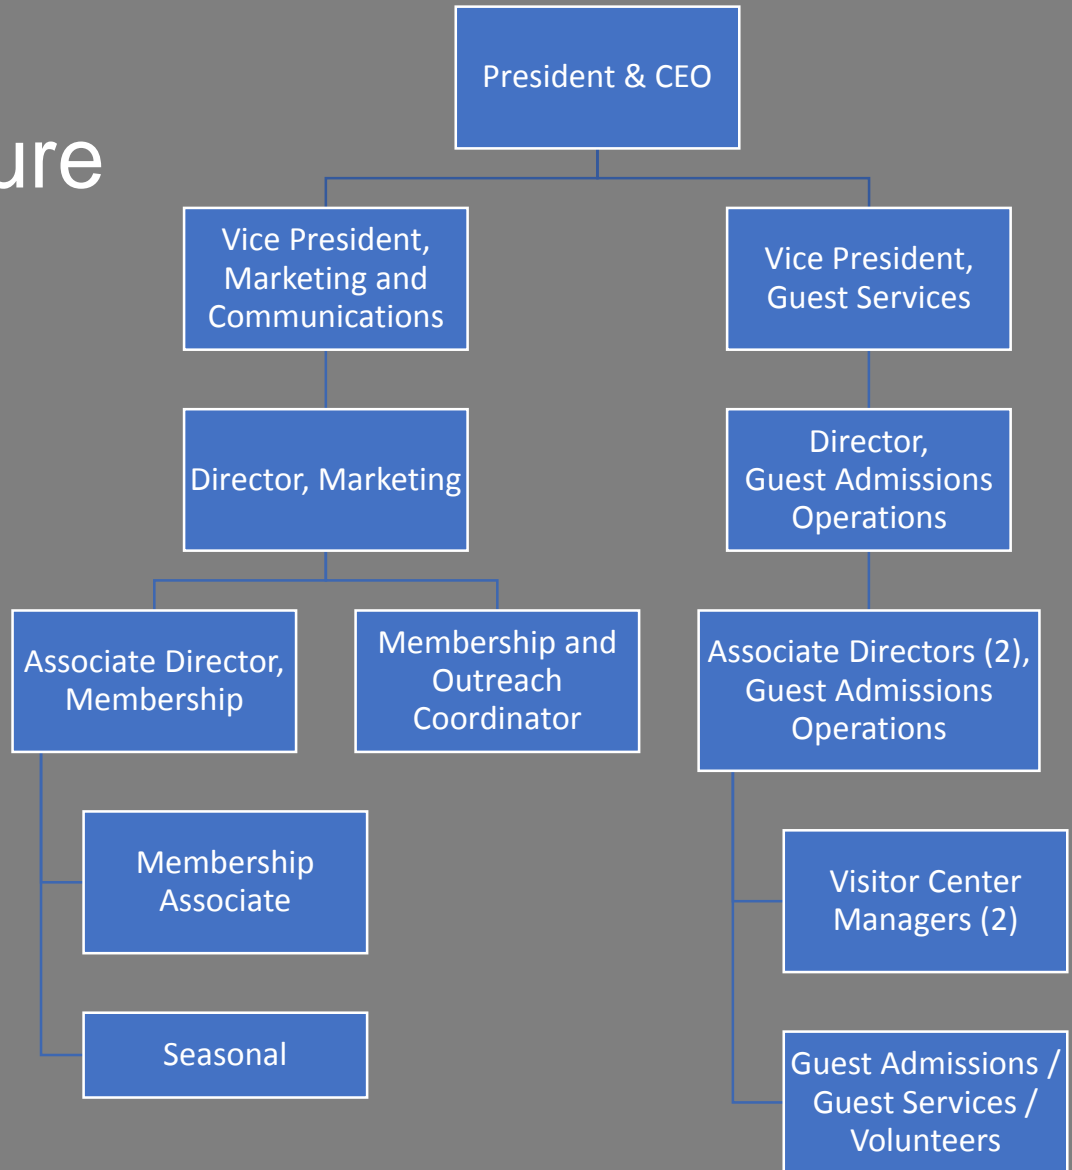 President & CEO
Vice President,
Marketing and
Communications
Vice President,
Guest Services
Director, Marketing
Director,
Guest Admissions
Operations
Associate Director,
Membership
Membership and
Outreach
Coordinator
Associate Directors (2),
Guest Admissions
Operations
Membership
Associate
Visitor Center
Managers (2)
Seasonal
Guest Admissions /
Guest Services /
Volunteers